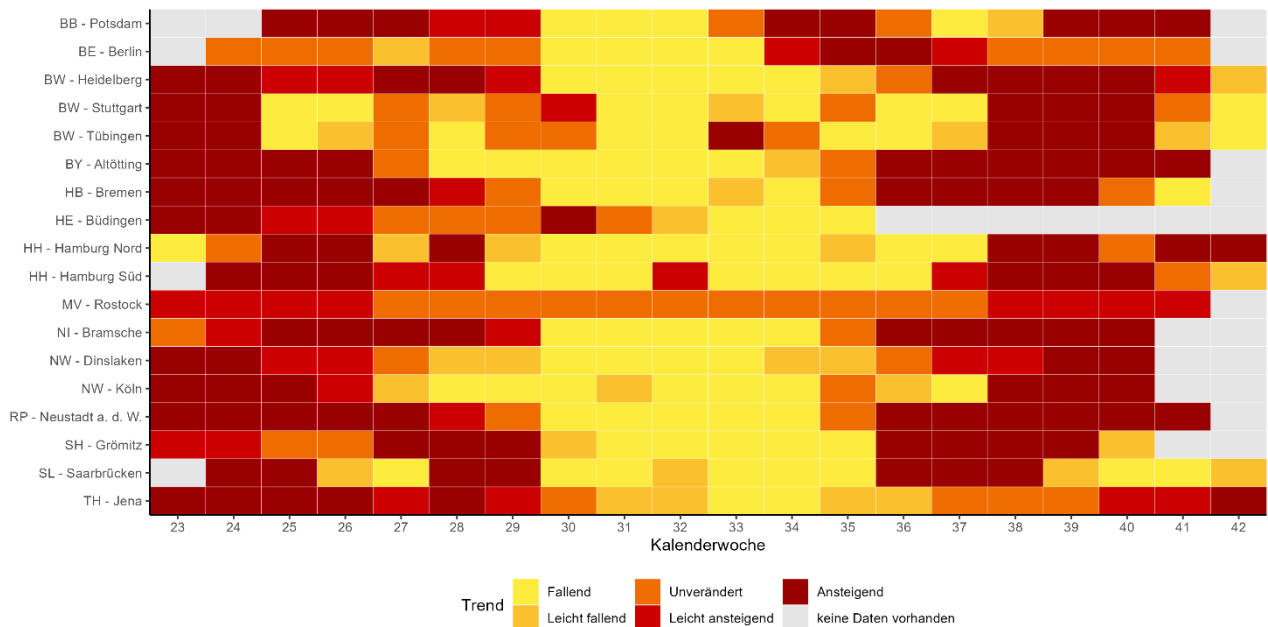 BB - Potsdam
BE - Berlin
BW - Heidelberg
BW - Stuttgart
BW - Tübingen
BY - Altötting
HB - Bremen
HE - Büdingen
HH - Hamburg Nord
HH - Hamburg Süd
MV - Rostock
NI - Bramsche
NW - Dinslaken
NW - Köln
RP - Neustadt a. d. W.
SH - Grömitz
SL - Saarbrücken
TH - Jena
23 24 25 26 27 28 29 30 31 32 33 34 35 36 37 38 39 40 41 42
Kalenderwoche
Trend
Fallend Unverändert Ansteigend
Leicht fallend Leicht ansteigend keine Daten vorhanden